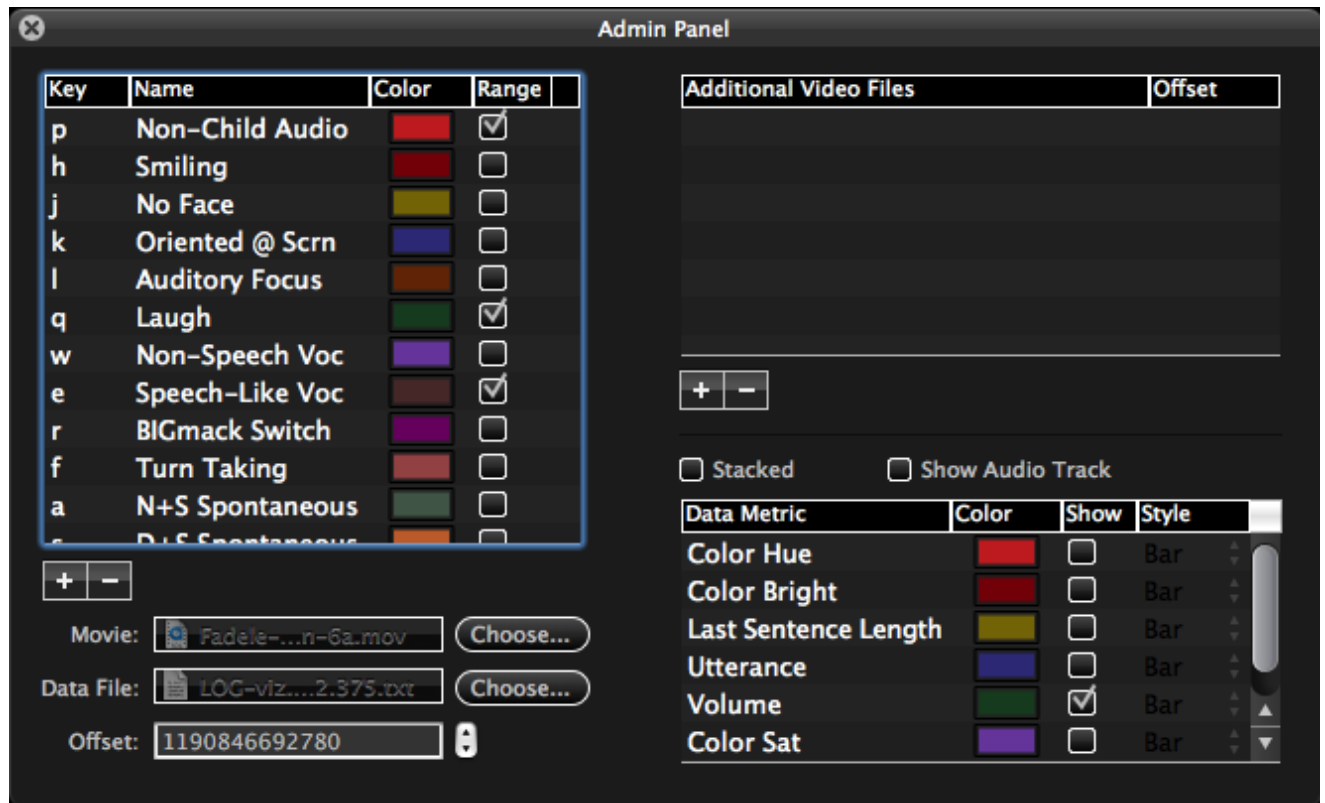 Admin Panel
Key Name Color Range
p Non-Child Audio
h Smiling
j No Face
k Oriented @ Scrn
l Auditory Focus
q Laugh
w Non-Speech Voc
e Speech-Like Voc
r BIGmack Switch
f Turn Taking
a N+S Spontaneous
s D+S Spontaneous
+ −
Movie: Fadele-...n-6a.mov Choose...
Data File: LOG-viz....2.375.txt Choose...
Offset: 1190846692780
Additional Video Files Offset
+ −
Stacked Show Audio Track
Data Metric Color Show Style
Color Hue Bar
Color Bright Bar
Last Sentence Length Bar
Utterance Bar
Volume Bar
Color Sat Bar